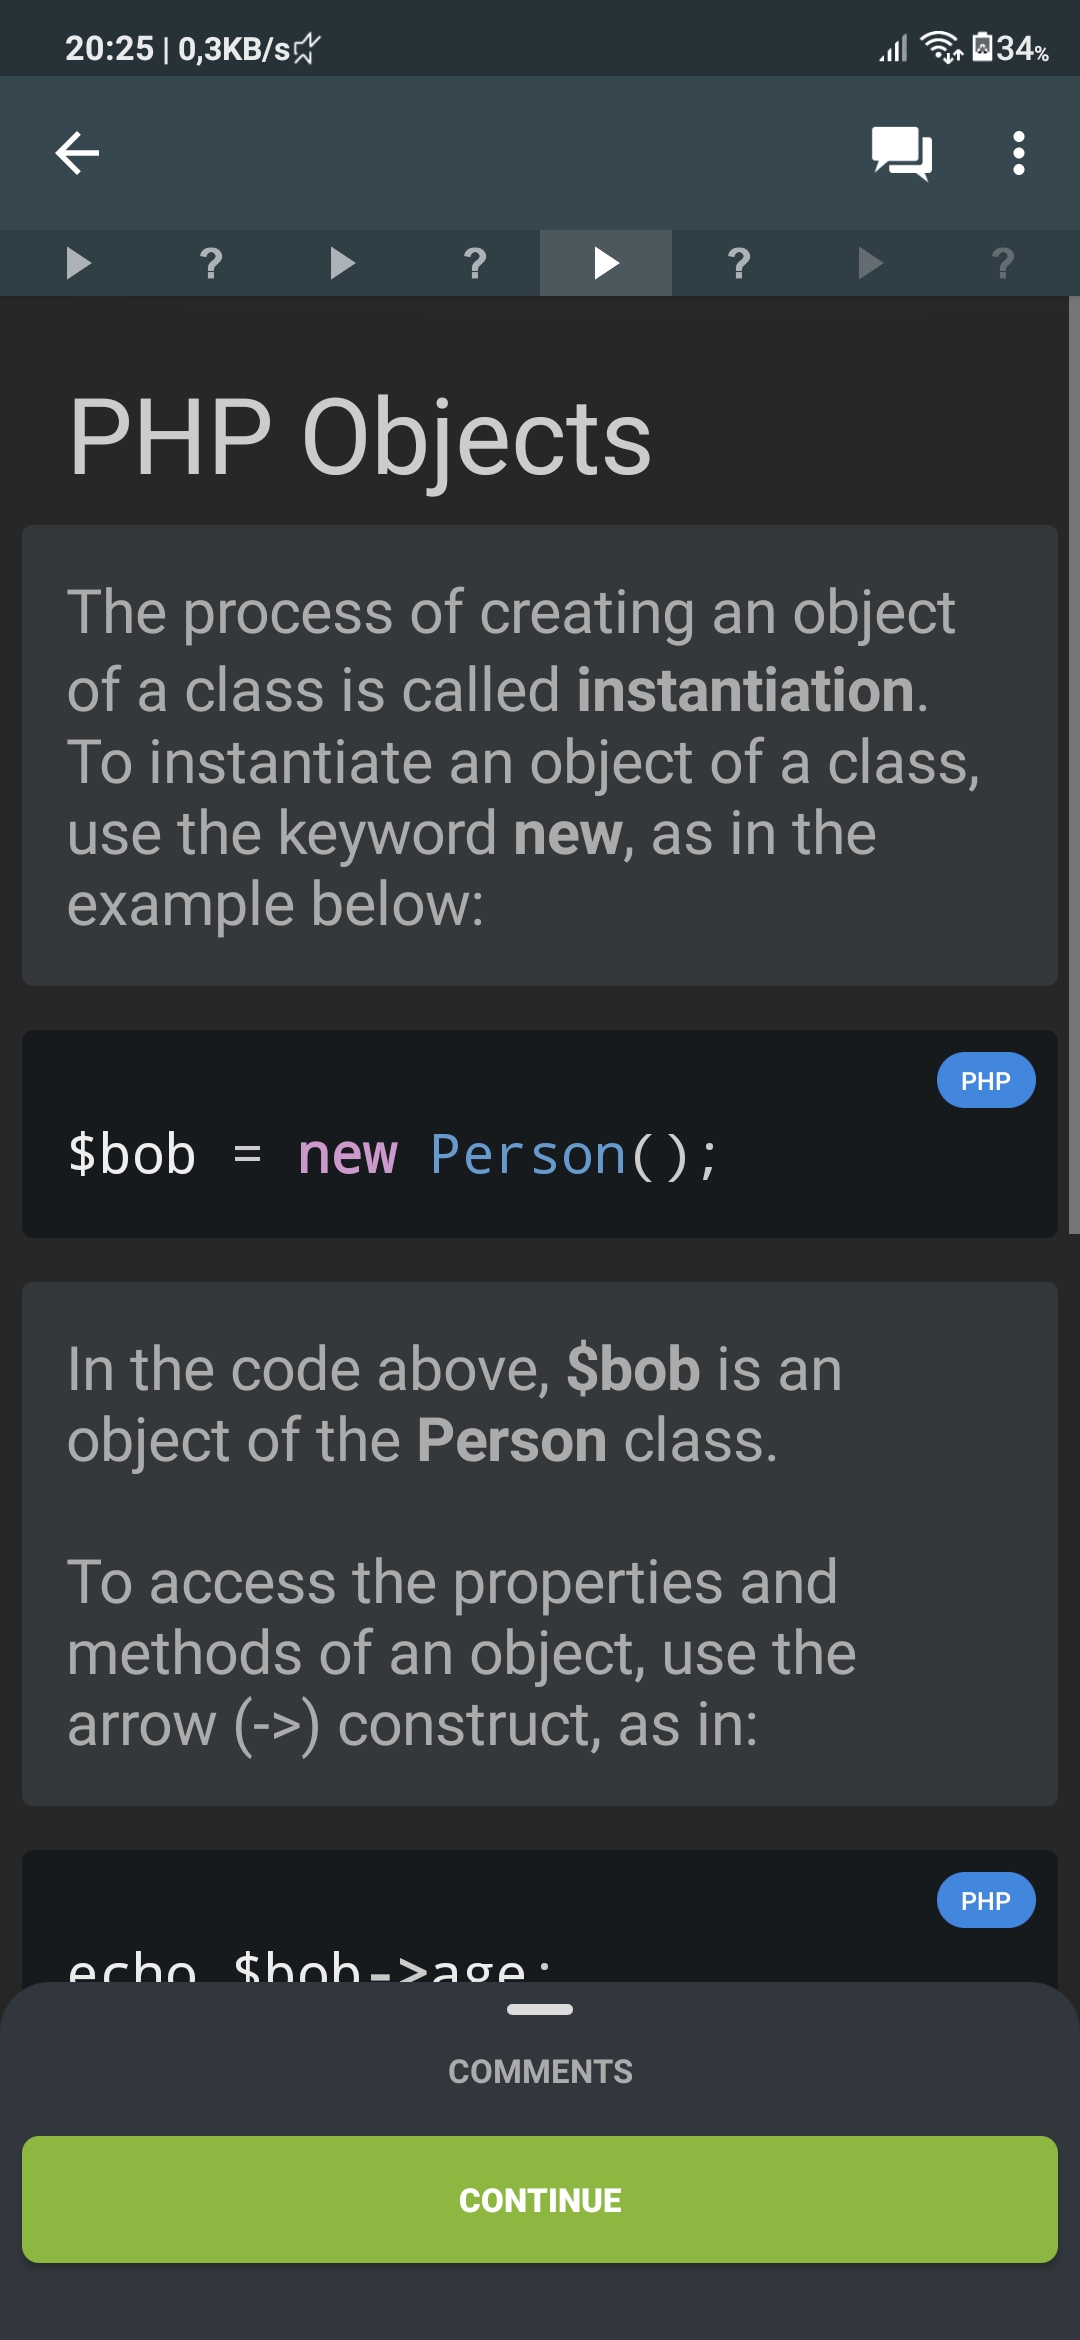 20:25 | 0,3KB/s
34%
? ? ? ?
PHP Objects
The process of creating an object
of a class is called instantiation.
To instantiate an object of a class,
use the keyword new, as in the
example below:
PHP
$bob = new Person();
In the code above, $bob is an
object of the Person class.
To access the properties and
methods of an object, use the
arrow (->) construct, as in:
PHP
echo $bob->age;
COMMENTS
CONTINUE